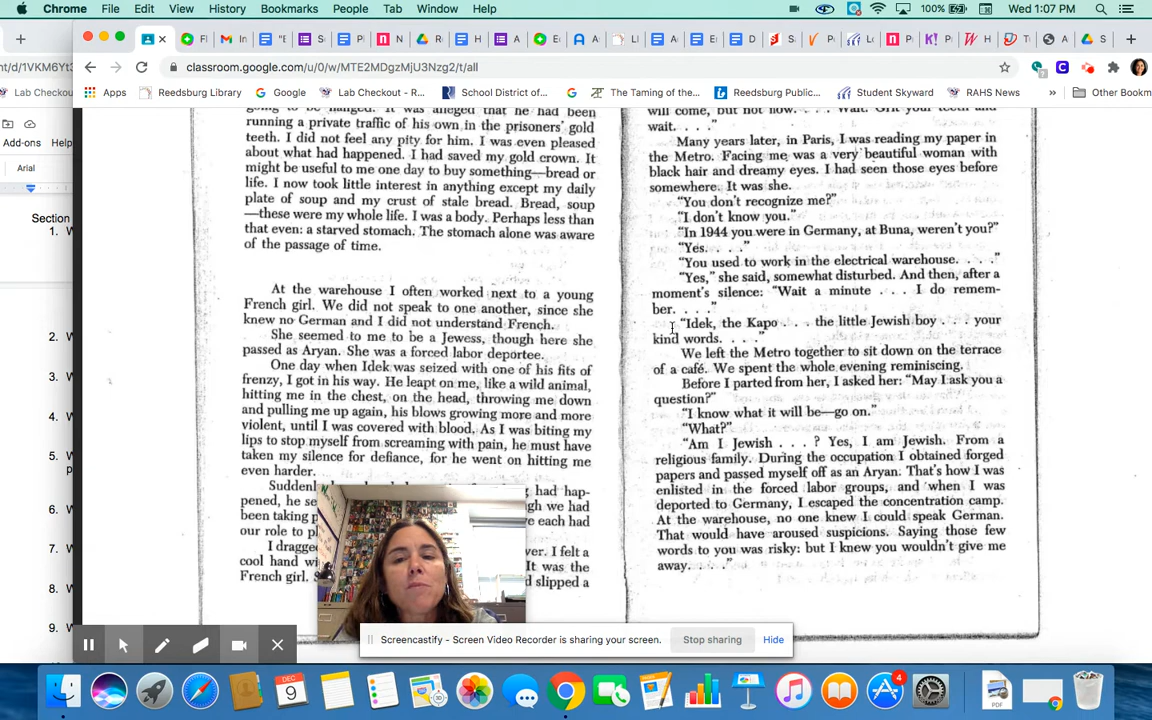 Chrome File Edit View History Bookmarks People Tab Window Help 100% Wed 1:07 PM
classroom.google.com/u/0/w/MTE2MDgzMjU3Nzg2/t/all
nt/d/1VKM6Yt3
Lab Checkou
Apps Reedsburg Library Google Lab Checkout - R... School District of... The Taming of the... Reedsburg Public... Student Skyward RAHS News » Other Bookm
Add-ons Help
Arial
Section
1. W
2. W
3. W
4. W
5. W
p
6. W
7. W
8. W
9. W
going to be hanged. It was alleged that he had been
running a private traffic of his own in the prisoners' gold
teeth. I did not feel any pity for him. I was even pleased
about what had happened. I had saved my gold crown. It
might be useful to me one day to buy something—bread or
life. I now took little interest in anything except my daily
plate of soup and my crust of stale bread. Bread, soup
—these were my whole life. I was a body. Perhaps less than
that even: a starved stomach. The stomach alone was aware
of the passage of time.
At the warehouse I often worked next to a young
French girl. We did not speak to one another, since she
knew no German and I did not understand French.
She seemed to me to be a Jewess, though here she
passed as Aryan. She was a forced labor deportee.
One day when Idek was seized with one of his fits of
frenzy, I got in his way. He leapt on me, like a wild animal,
hitting me in the chest, on the head, throwing me down
and pulling me up again, his blows growing more and more
violent, until I was covered with blood. As I was biting my
lips to stop myself from screaming with pain, he must have
taken my silence for defiance, for he went on hitting me
even harder.
Sudden had hap-
pened, he se gh we had
been taking p e each had
our role to pl
I dragge ver. I felt a
cool hand wi It was the
French girl. S d slipped a
will come, but not now. . . . Wait. Grit your teeth and
wait. . . ."
Many years later, in Paris, I was reading my paper in
the Metro. Facing me was a very beautiful woman with
black hair and dreamy eyes. I had seen those eyes before
somewhere. It was she.
"You don't recognize me?"
"I don't know you."
"In 1944 you were in Germany, at Buna, weren't you?"
"Yes. . . ."
"You used to work in the electrical warehouse. . . ."
"Yes," she said, somewhat disturbed. And then, after a
moment's silence: "Wait a minute . . . I do remem-
ber. . . ."
"Idek, the Kapo . . . the little Jewish boy . . . your
kind words. . . ."
We left the Metro together to sit down on the terrace
of a café. We spent the whole evening reminiscing.
Before I parted from her, I asked her: "May I ask you a
question?"
"I know what it will be—go on."
"What?"
"Am I Jewish . . . ? Yes, I am Jewish. From a
religious family. During the occupation I obtained forged
papers and passed myself off as an Aryan. That's how I was
enlisted in the forced labor groups, and when I was
deported to Germany, I escaped the concentration camp.
At the warehouse, no one knew I could speak German.
That would have aroused suspicions. Saying those few
words to you was risky: but I knew you wouldn't give me
away. . . ."
Screencastify - Screen Video Recorder is sharing your screen. Stop sharing Hide
DEC
9
4
PDF